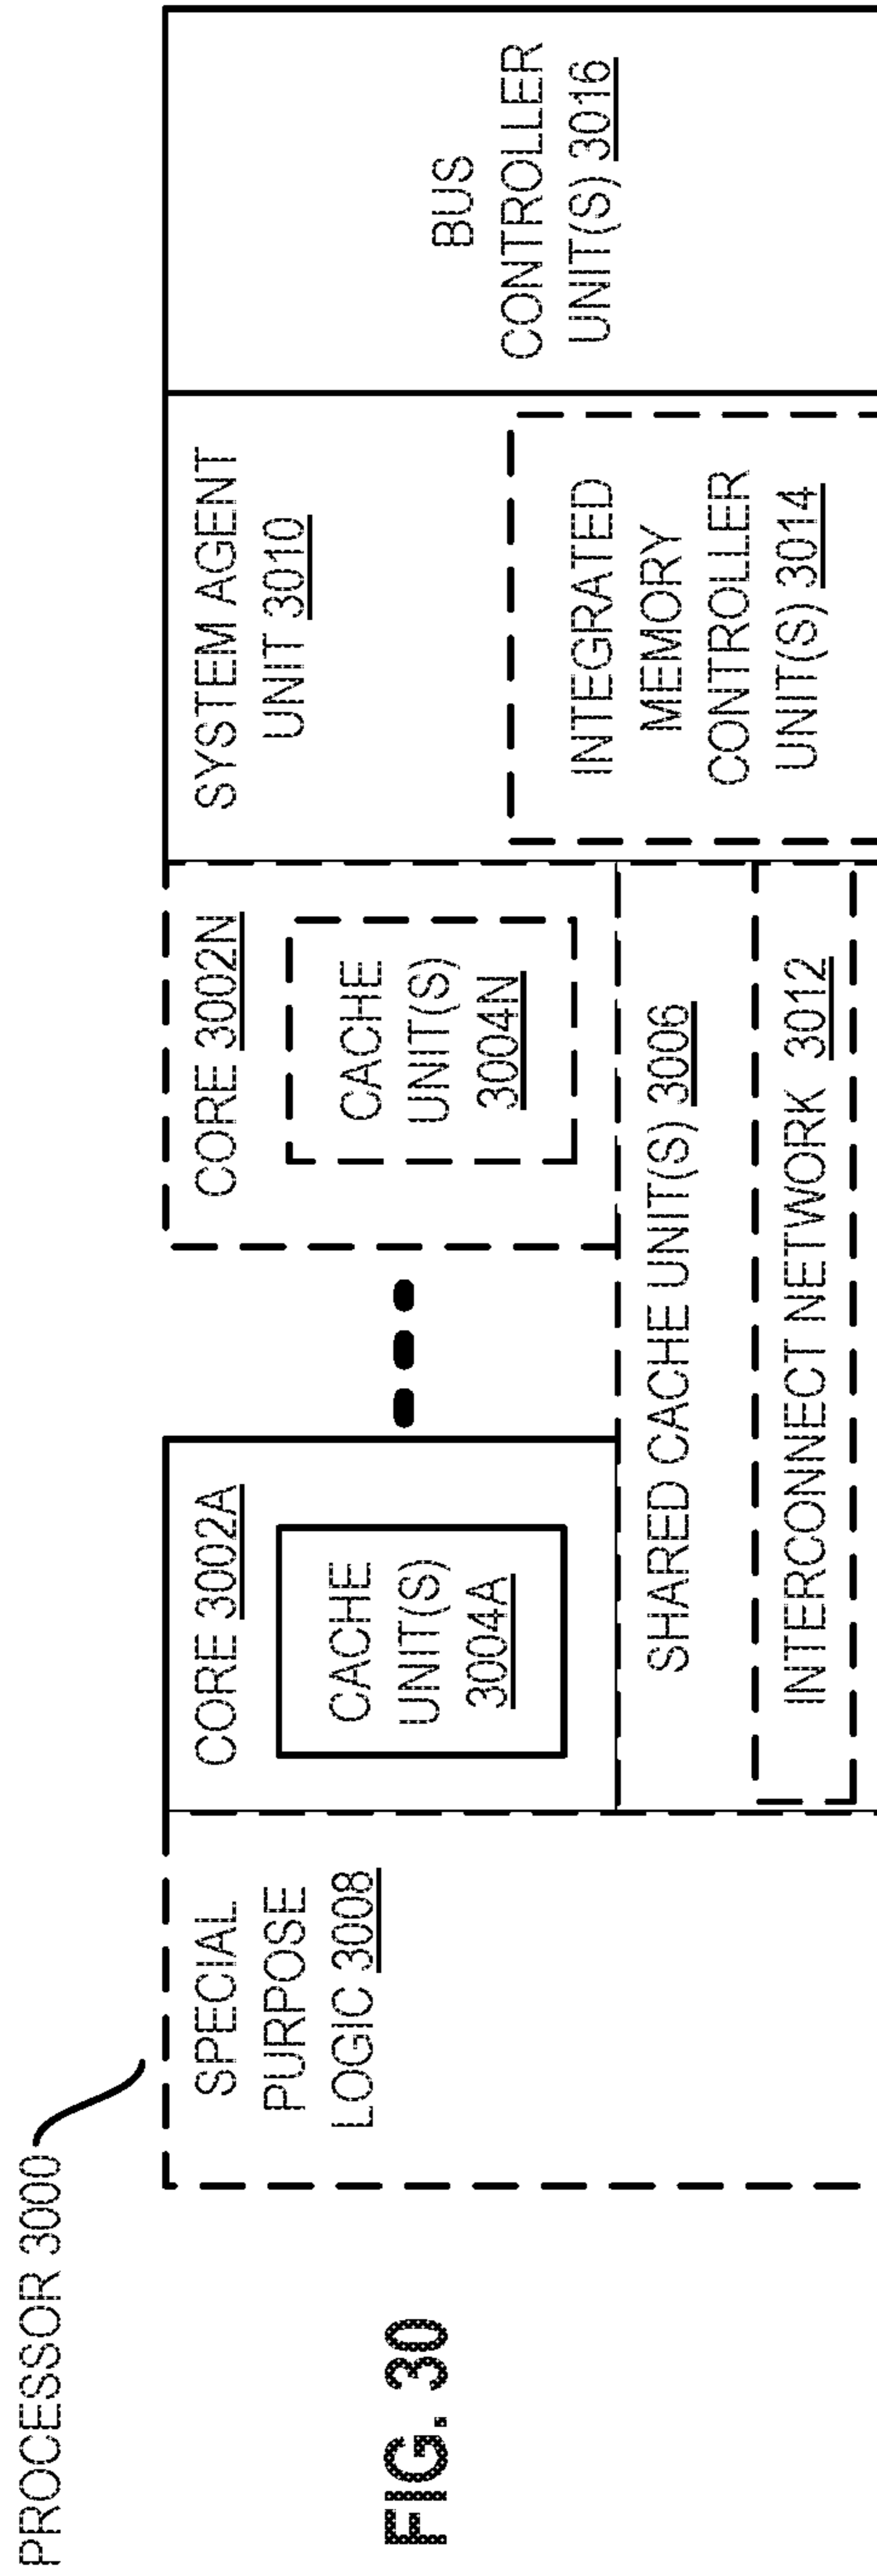 PROCESSOR 3000
SPECIAL
PURPOSE
LOGIC 3008
CORE 3002A
CACHE
UNIT(S)
3004A
CORE 3002N
CACHE
UNIT(S)
3004N
SHARED CACHE UNIT(S) 3006
INTERCONNECT NETWORK 3012
SYSTEM AGENT
UNIT 3010
INTEGRATED
MEMORY
CONTROLLER
UNIT(S) 3014
BUS
CONTROLLER
UNIT(S) 3016
FIG. 30